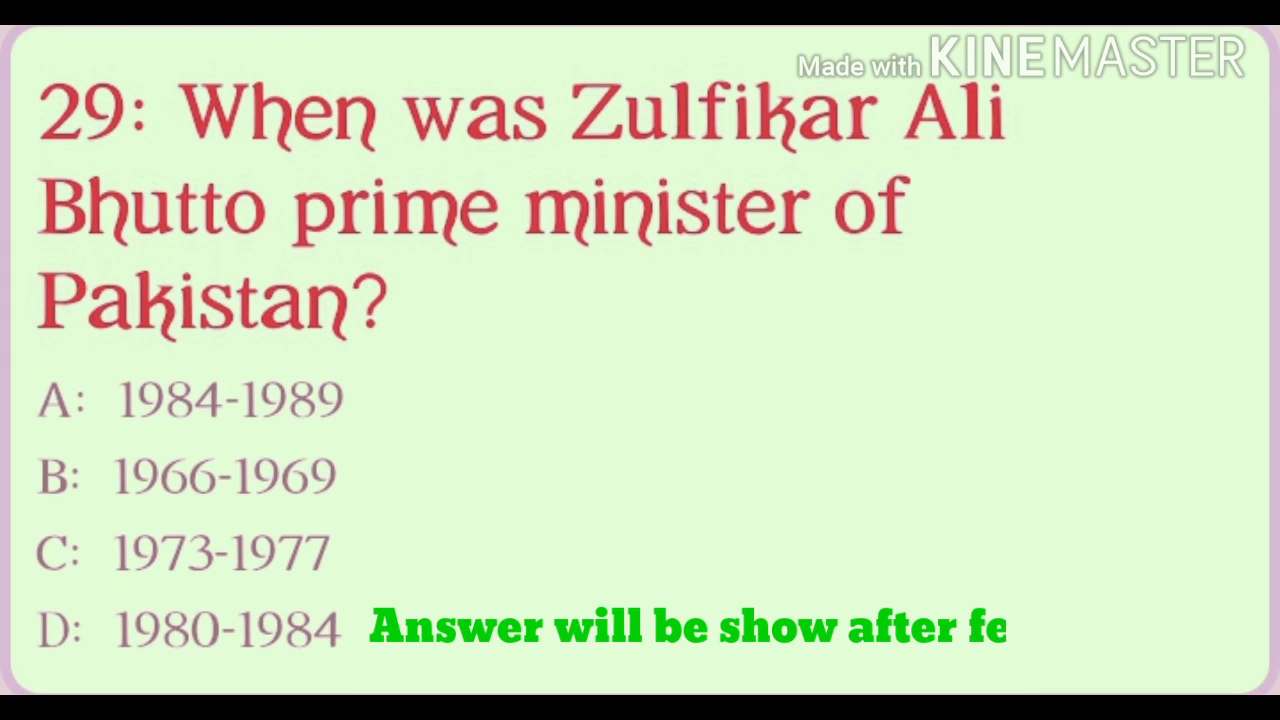 Made with KINEMASTER
29: When was Zulfikar Ali
Bhutto prime minister of
Pakistan?
A: 1984-1989
B: 1966-1969
C: 1973-1977
D: 1980-1984 Answer will be show after fe